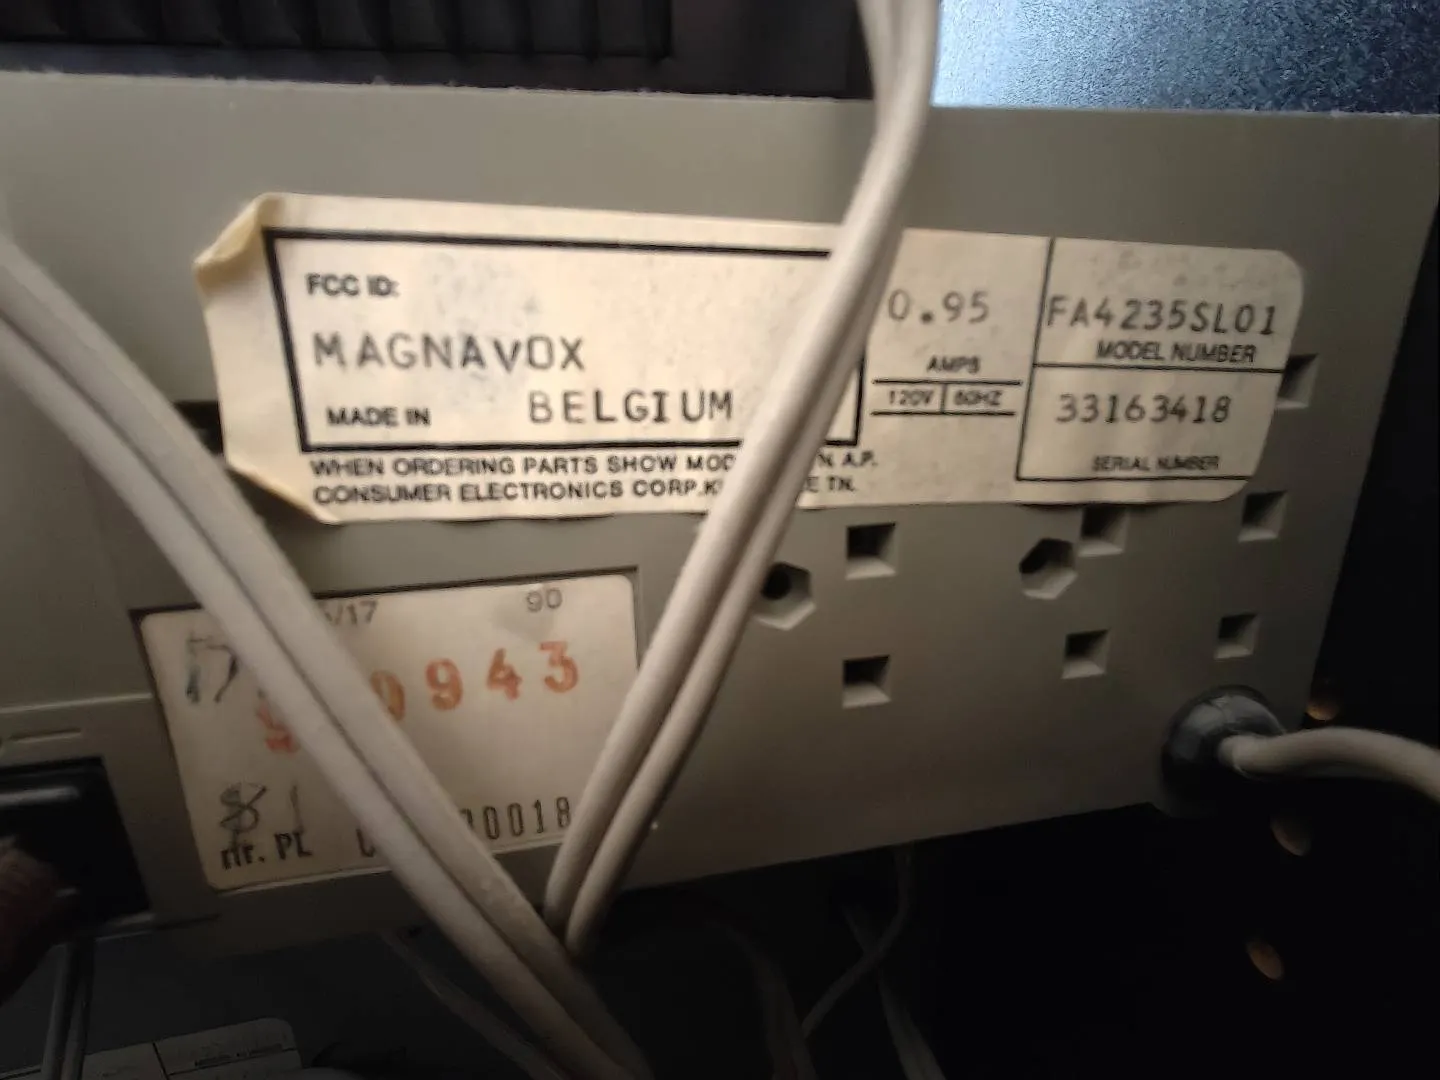 FCC ID:
MAGNAVOX
MADE IN BELGIUM
WHEN ORDERING PARTS SHOW N A.P.
CONSUMER ELECTRONICS CORP. TN.
0.95
AMPS
120V 60HZ
FA4235SL01
MODEL NUMBER
33163418
SERIAL NUMBER
/17 90
17
0943
nr. PL 0018